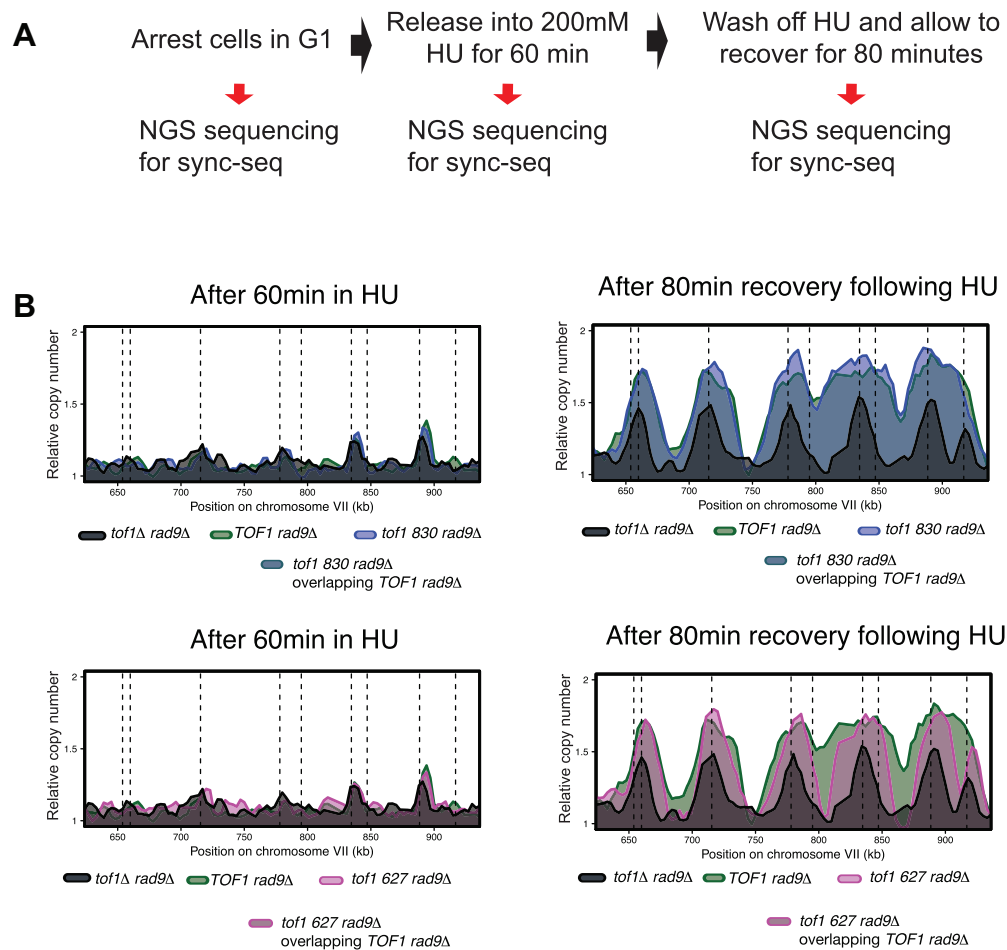 A
Arrest cells in G1
Release into 200mM
HU for 60 min
Wash off HU and allow to
recover for 80 minutes
NGS sequencing
for sync-seq
NGS sequencing
for sync-seq
NGS sequencing
for sync-seq
B
After 60min in HU
Relative copy number
2
1.5
1
650 700 750 800 850 900
Position on chromosome VII (kb)
tof1Δ rad9Δ
TOF1 rad9Δ
tof1 830 rad9Δ
tof1 830 rad9Δ
overlapping TOF1 rad9Δ
After 80min recovery following HU
Relative copy number
2
1.5
1
650 700 750 800 850 900
Position on chromosome VII (kb)
tof1Δ rad9Δ
TOF1 rad9Δ
tof1 830 rad9Δ
tof1 830 rad9Δ
overlapping TOF1 rad9Δ
After 60min in HU
Relative copy number
2
1.5
1
650 700 750 800 850 900
Position on chromosome VII (kb)
tof1Δ rad9Δ
TOF1 rad9Δ
tof1 627 rad9Δ
tof1 627 rad9Δ
overlapping TOF1 rad9Δ
After 80min recovery following HU
Relative copy number
2
1.5
1
650 700 750 800 850 900
Position on chromosome VII (kb)
tof1Δ rad9Δ
TOF1 rad9Δ
tof1 627 rad9Δ
tof1 627 rad9Δ
overlapping TOF1 rad9Δ